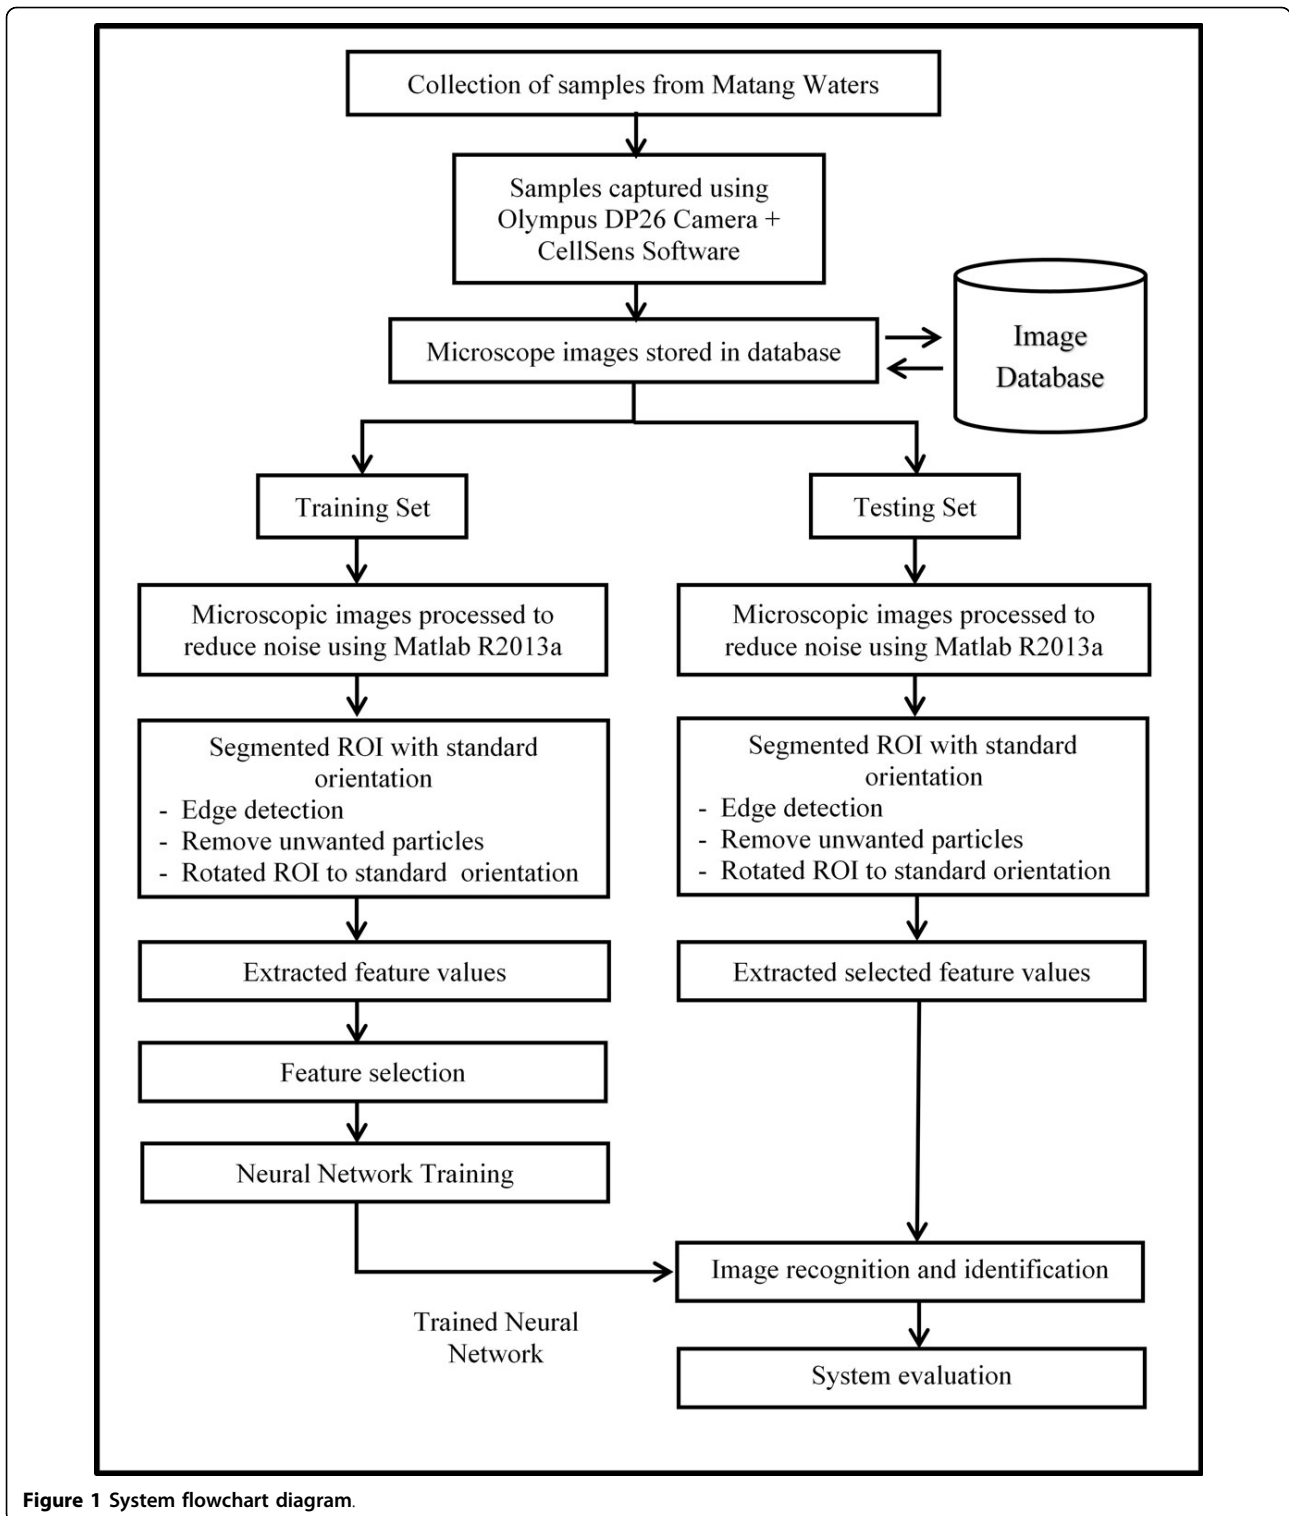 Collection of samples from Matang Waters
Samples captured using
Olympus DP26 Camera +
CellSens Software
Microscope images stored in database
Image
Database
Training Set
Testing Set
Microscopic images processed to
reduce noise using Matlab R2013a
Microscopic images processed to
reduce noise using Matlab R2013a
Segmented ROI with standard
orientation
- Edge detection
- Remove unwanted particles
- Rotated ROI to standard orientation
Segmented ROI with standard
orientation
- Edge detection
- Remove unwanted particles
- Rotated ROI to standard orientation
Extracted feature values
Extracted selected feature values
Feature selection
Neural Network Training
Image recognition and identification
Trained Neural
Network
System evaluation
Figure 1 System flowchart diagram.